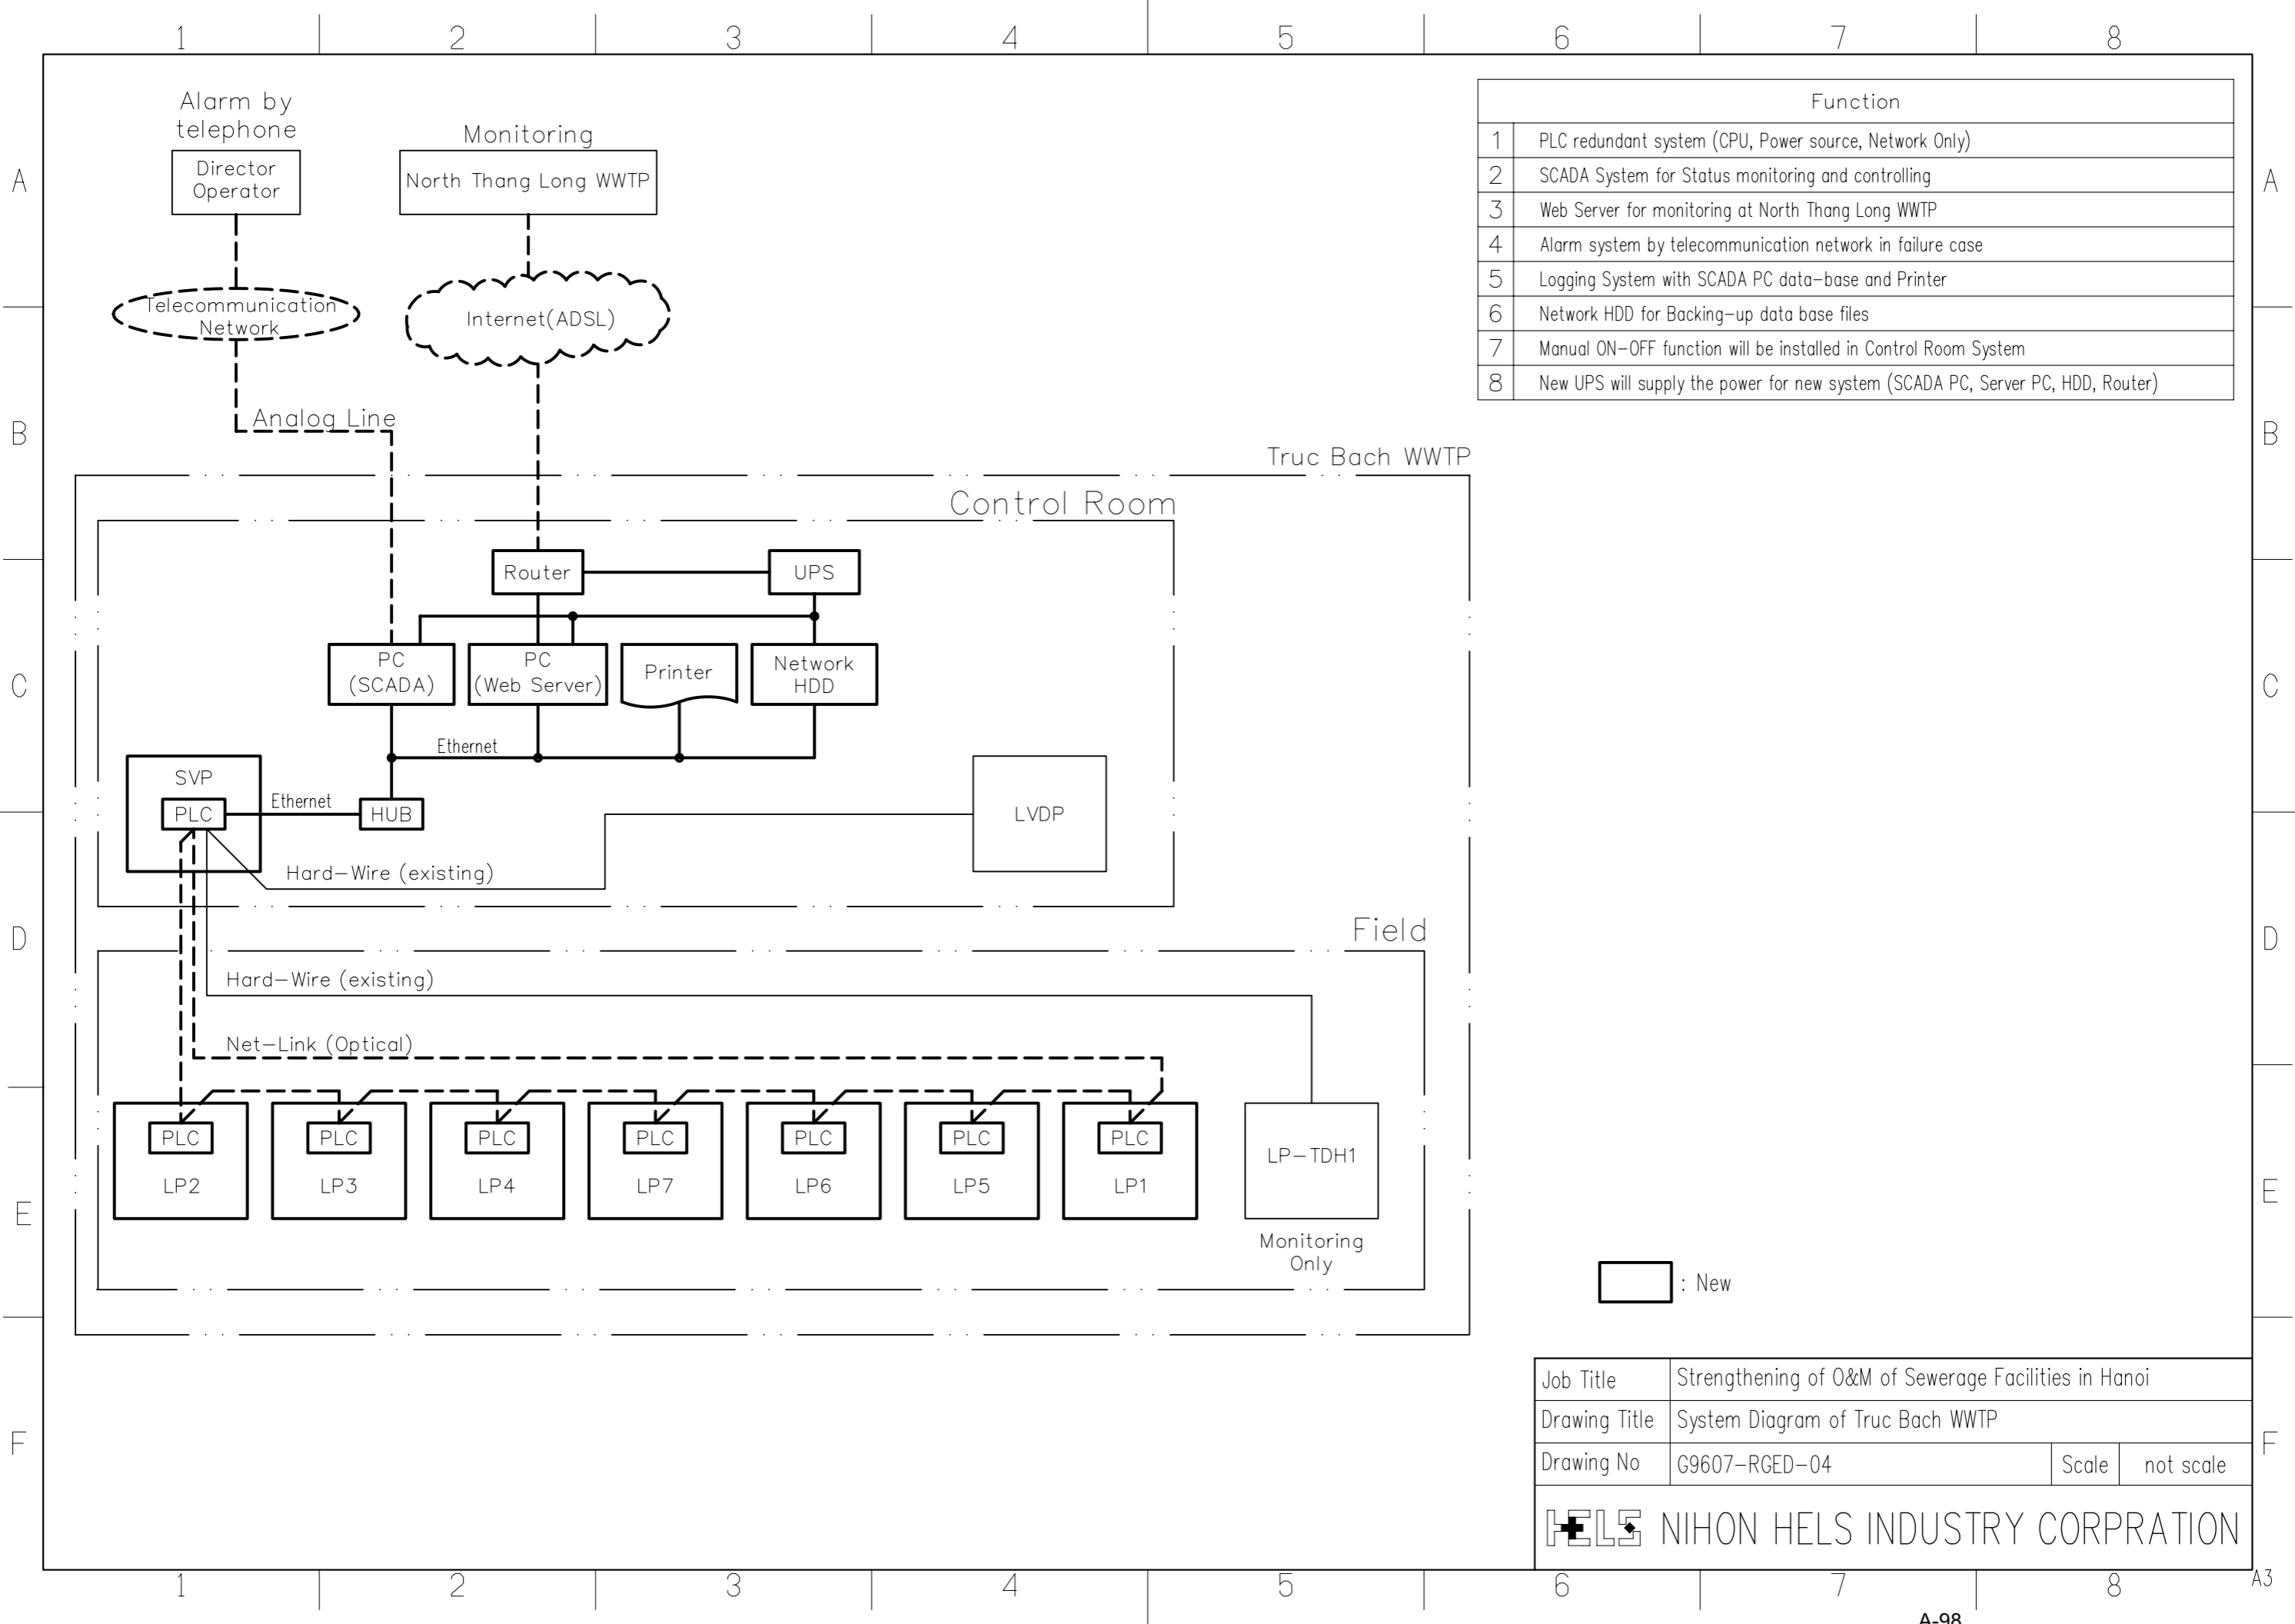 1 2 3 4 5 6 7 8
A
B
C
D
E
F
A
B
C
D
E
F
Alarm by
telephone
Director
Operator
Monitoring
North Thang Long WWTP
Telecommunication
Network
Internet(ADSL)
Analog Line
Function
1 PLC redundant system (CPU, Power source, Network Only)
2 SCADA System for Status monitoring and controlling
3 Web Server for monitoring at North Thang Long WWTP
4 Alarm system by telecommunication network in failure case
5 Logging System with SCADA PC data-base and Printer
6 Network HDD for Backing-up data base files
7 Manual ON-OFF function will be installed in Control Room System
8 New UPS will supply the power for new system (SCADA PC, Server PC, HDD, Router)
Truc Bach WWTP
Control Room
Router
UPS
PC
(SCADA)
PC
(Web Server)
Printer
Network
HDD
Ethernet
SVP
PLC
Ethernet
HUB
LVDP
Hard-Wire (existing)
Field
Hard-Wire (existing)
Net-Link (Optical)
PLC
LP2
PLC
LP3
PLC
LP4
PLC
LP7
PLC
LP6
PLC
LP5
PLC
LP1
LP-TDH1
Monitoring
Only
: New
Job Title Strengthening of O&M of Sewerage Facilities in Hanoi
Drawing Title System Diagram of Truc Bach WWTP
Drawing No G9607-RGED-04 Scale not scale
HELS NIHON HELS INDUSTRY CORPRATION
1 2 3 4 5 6 7 8
A3
A-98